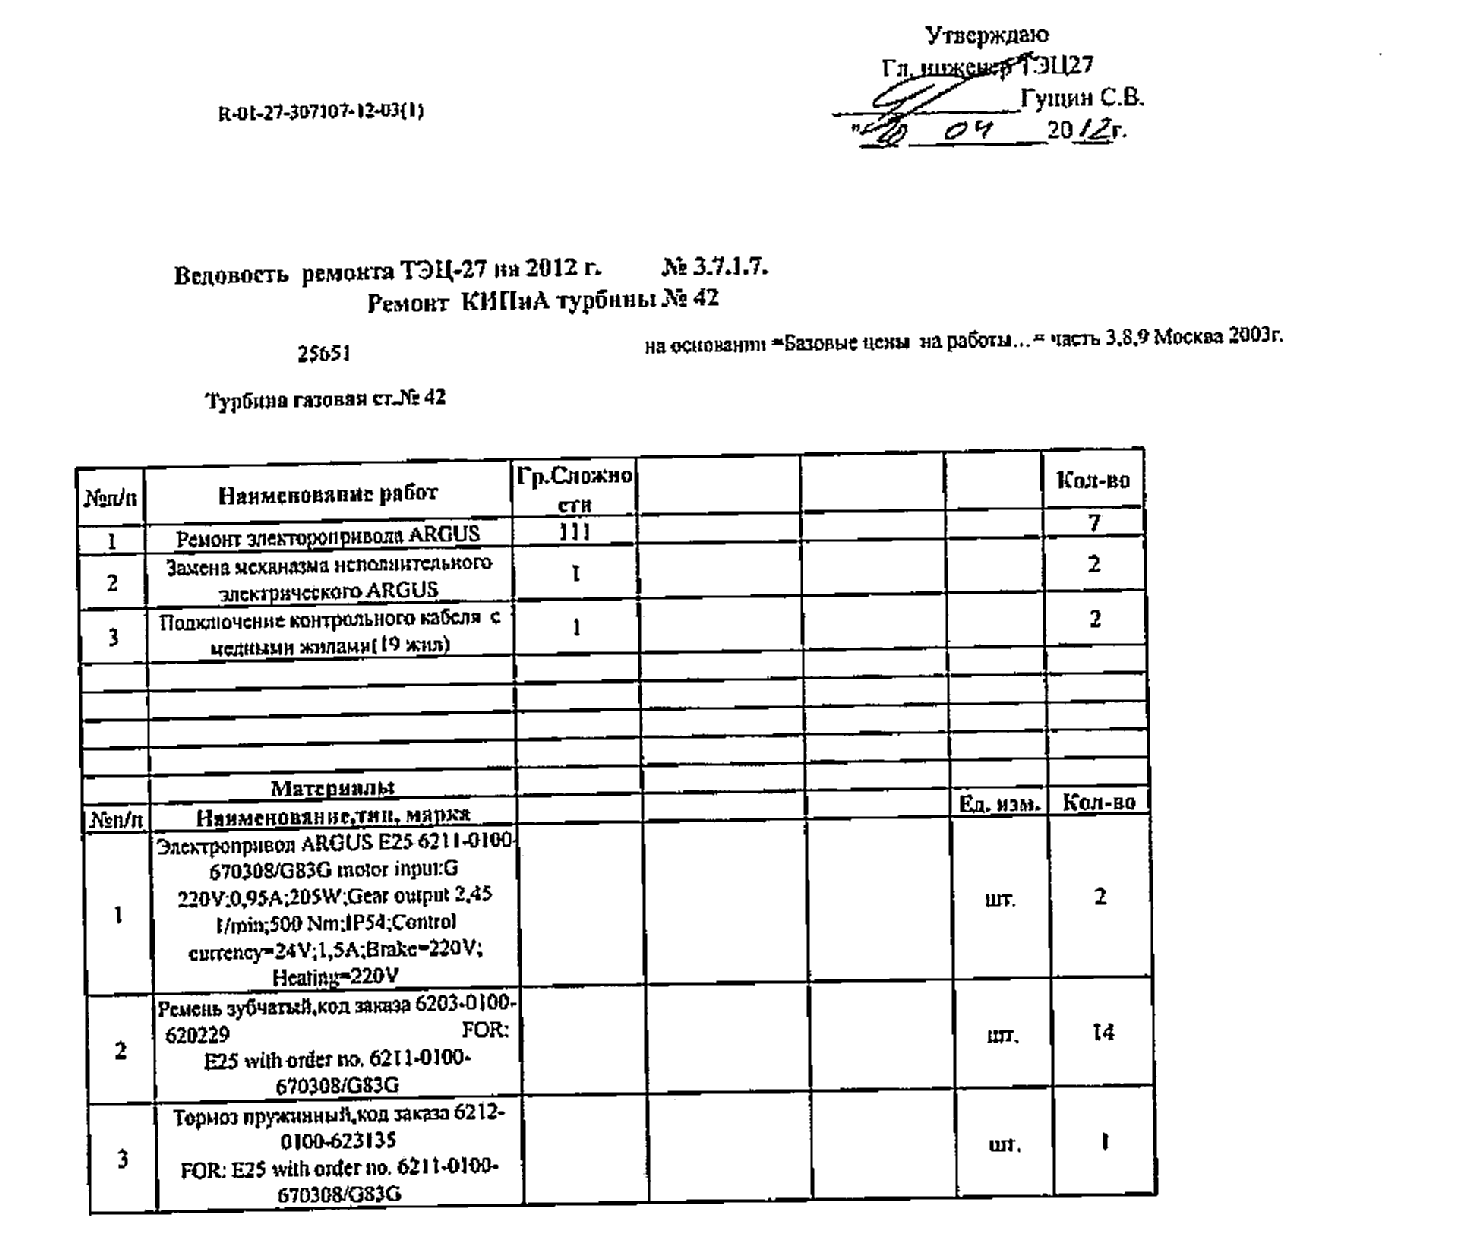 Утверждаю
Гл. инженер ТЭЦ27
Гущин С.В.
R-01-27-307107-12-03(1)
" 20 04 2012г.
Ведовость ремонта ТЭЦ-27 на 2012 г. № 3.7.1.7.
Ремонт КИПиА турбины № 42
25651
на основании "Базовые цены на работы..." часть 3,8,9 Москва 2003г.
Турбина газовая ст.№ 42
№п/п Наименование работ Гр.Сложно Кол-во
сти
1 Ремонт электоропривола ARGUS 111 7
2 Замена механазма исполнительного 1 2
электрического ARGUS
3 Подключение контрольного кабеля с 1 2
медными жилами(19 жил)
Материалы
№п/п Наименование,тип, марка Ед. изм. Кол-во
1 Электропривод ARGUS E25 6211-0100-
670308/G83G motor input:G
220V;0,95A;205W;Gear output 2,45
1/min;500 Nm;IP54;Control шт. 2
currency=24V;1,5A;Brake=220V;
Heating=220V
2 Ремень зубчатый,код заказа 6203-0100-
620229 FOR: шт. 14
E25 with order no. 6211-0100-
670308/G83G
3 Тормоз пружинный,код заказа 6212-
0100-623135 шт. 1
FOR: E25 with order no. 6211-0100-
670308/G83G